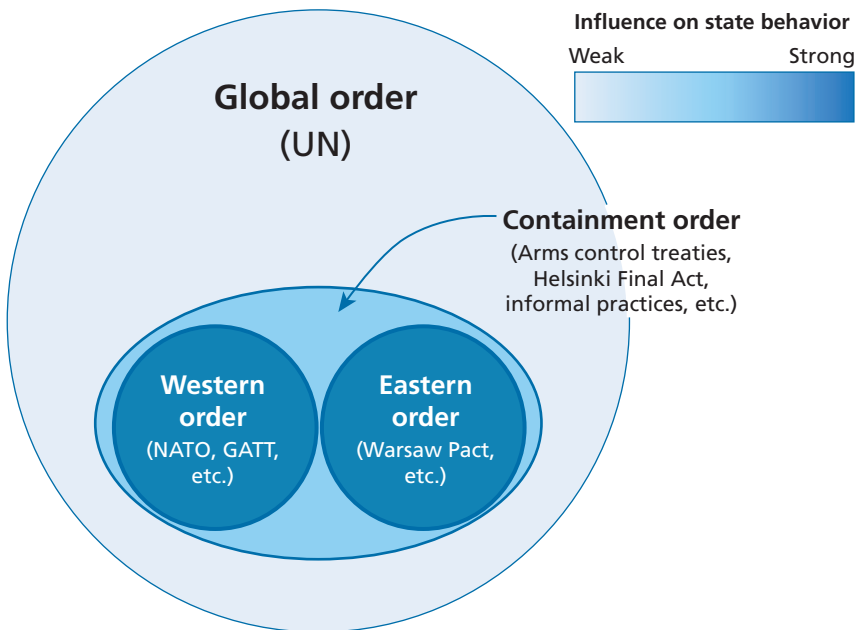 Influence on state behavior
Weak Strong
Global order
(UN)
Containment order
(Arms control treaties,
Helsinki Final Act,
informal practices, etc.)
Western
order
(NATO, GATT,
etc.)
Eastern
order
(Warsaw Pact,
etc.)